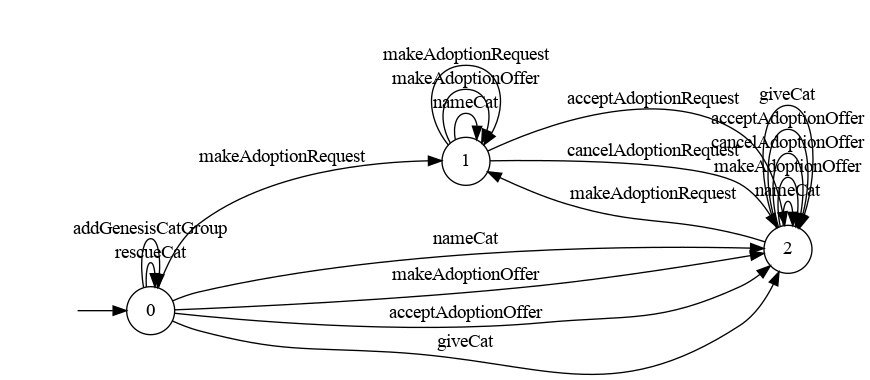 makeAdoptionRequest
makeAdoptionOffer
nameCat
1
makeAdoptionRequest
acceptAdoptionRequest
cancelAdoptionRequest
makeAdoptionRequest
giveCat
acceptAdoptionOffer
cancelAdoptionOffer
makeAdoptionOffer
nameCat
2
addGenesisCatGroup
rescueCat
0
nameCat
makeAdoptionOffer
acceptAdoptionOffer
giveCat